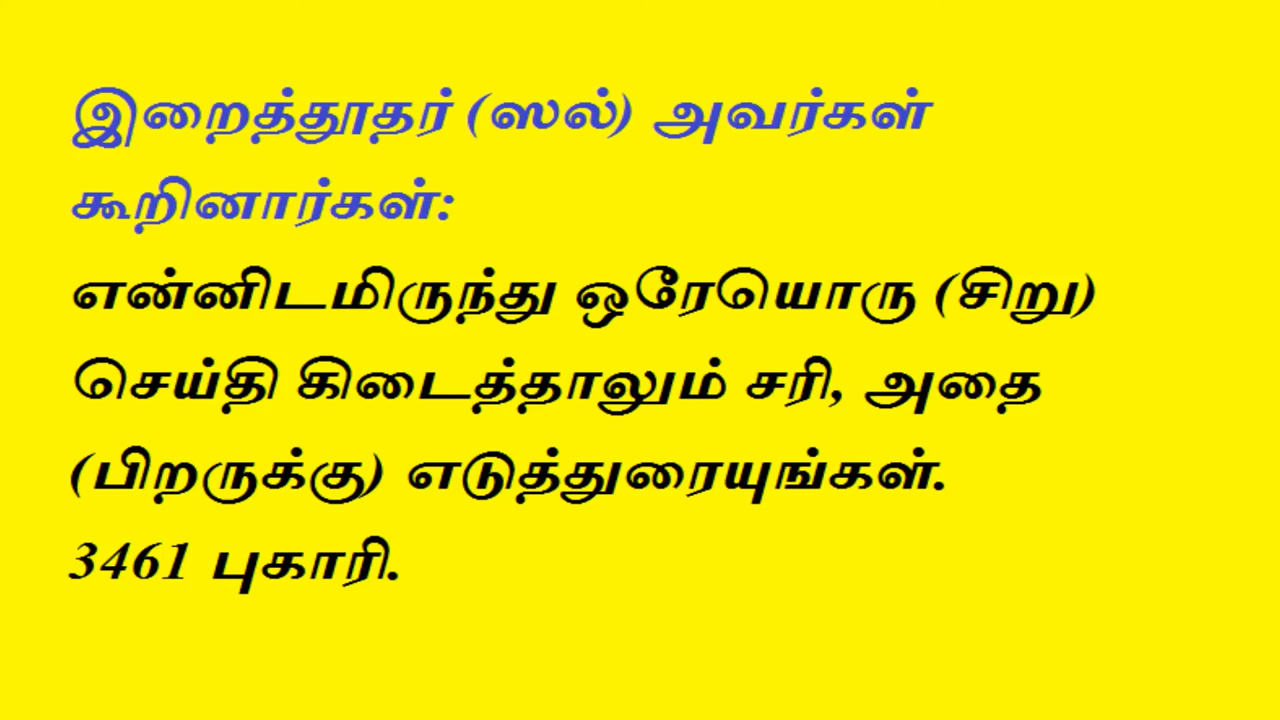 இறைத்தூதர் (ஸல்) அவர்கள்
கூறினார்கள்:
என்னிடமிருந்து ஒரேயொரு (சிறு)
செய்தி கிடைத்தாலும் சரி, அதை
(பிறருக்கு) எடுத்துரையுங்கள்.
3461 புகாரி.